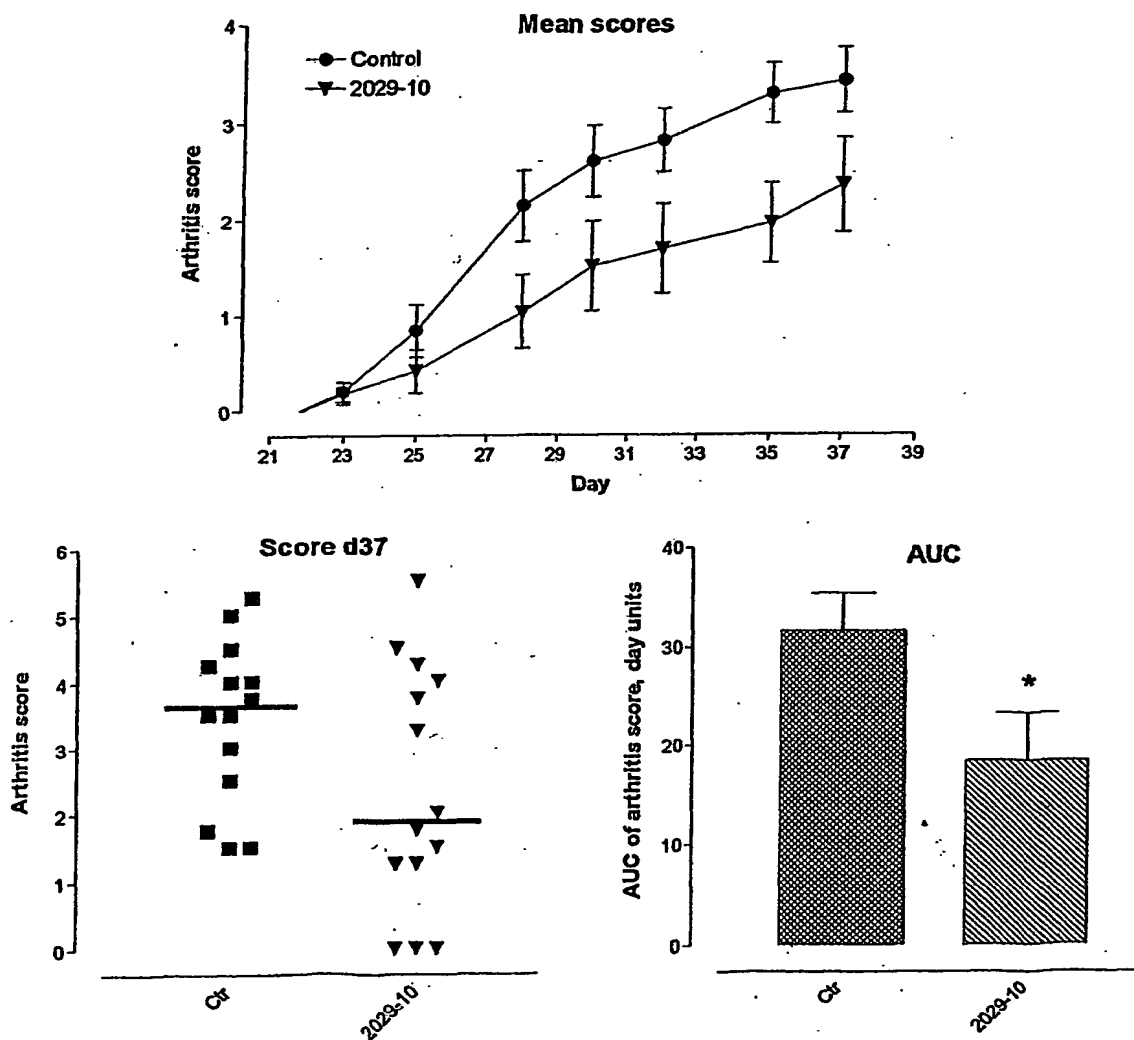 Mean scores
Control
2029-10
Arthritis score
4
3
2
1
0
21 23 25 27 29 31 33 35 37 39
Day
Score d37
Arthritis score
6
5
4
3
2
1
0
Ctr
2029-10
AUC
AUC of arthritis score, day units
40
30
20
10
0
*
Ctr
2029-10